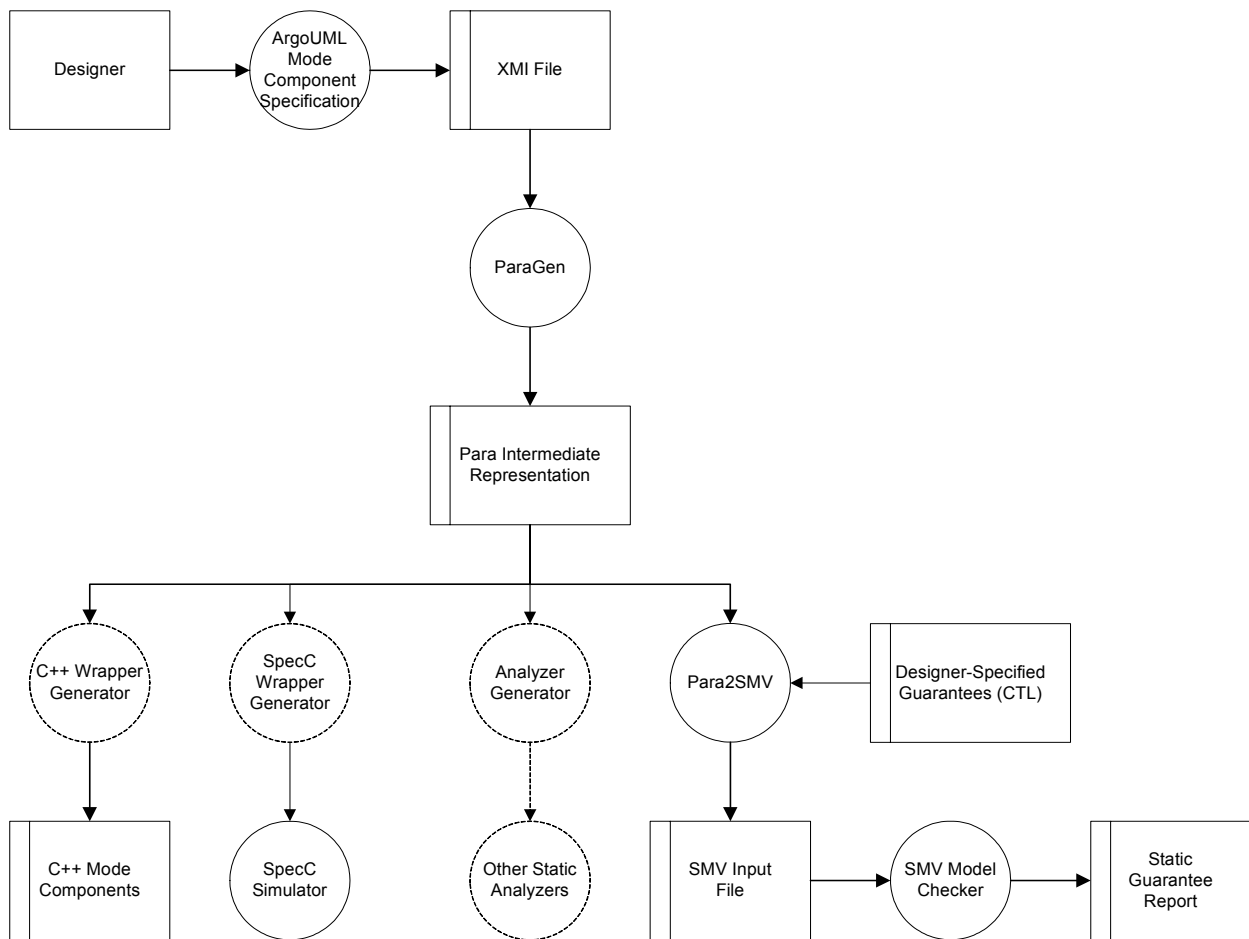 Designer
ArgoUML
Mode
Component
Specification
XMI File
ParaGen
Para Intermediate
Representation
C++ Wrapper
Generator
SpecC
Wrapper
Generator
Analyzer
Generator
Para2SMV
Designer-Specified
Guarantees (CTL)
C++ Mode
Components
SpecC
Simulator
Other Static
Analyzers
SMV Input
File
SMV Model
Checker
Static
Guarantee
Report